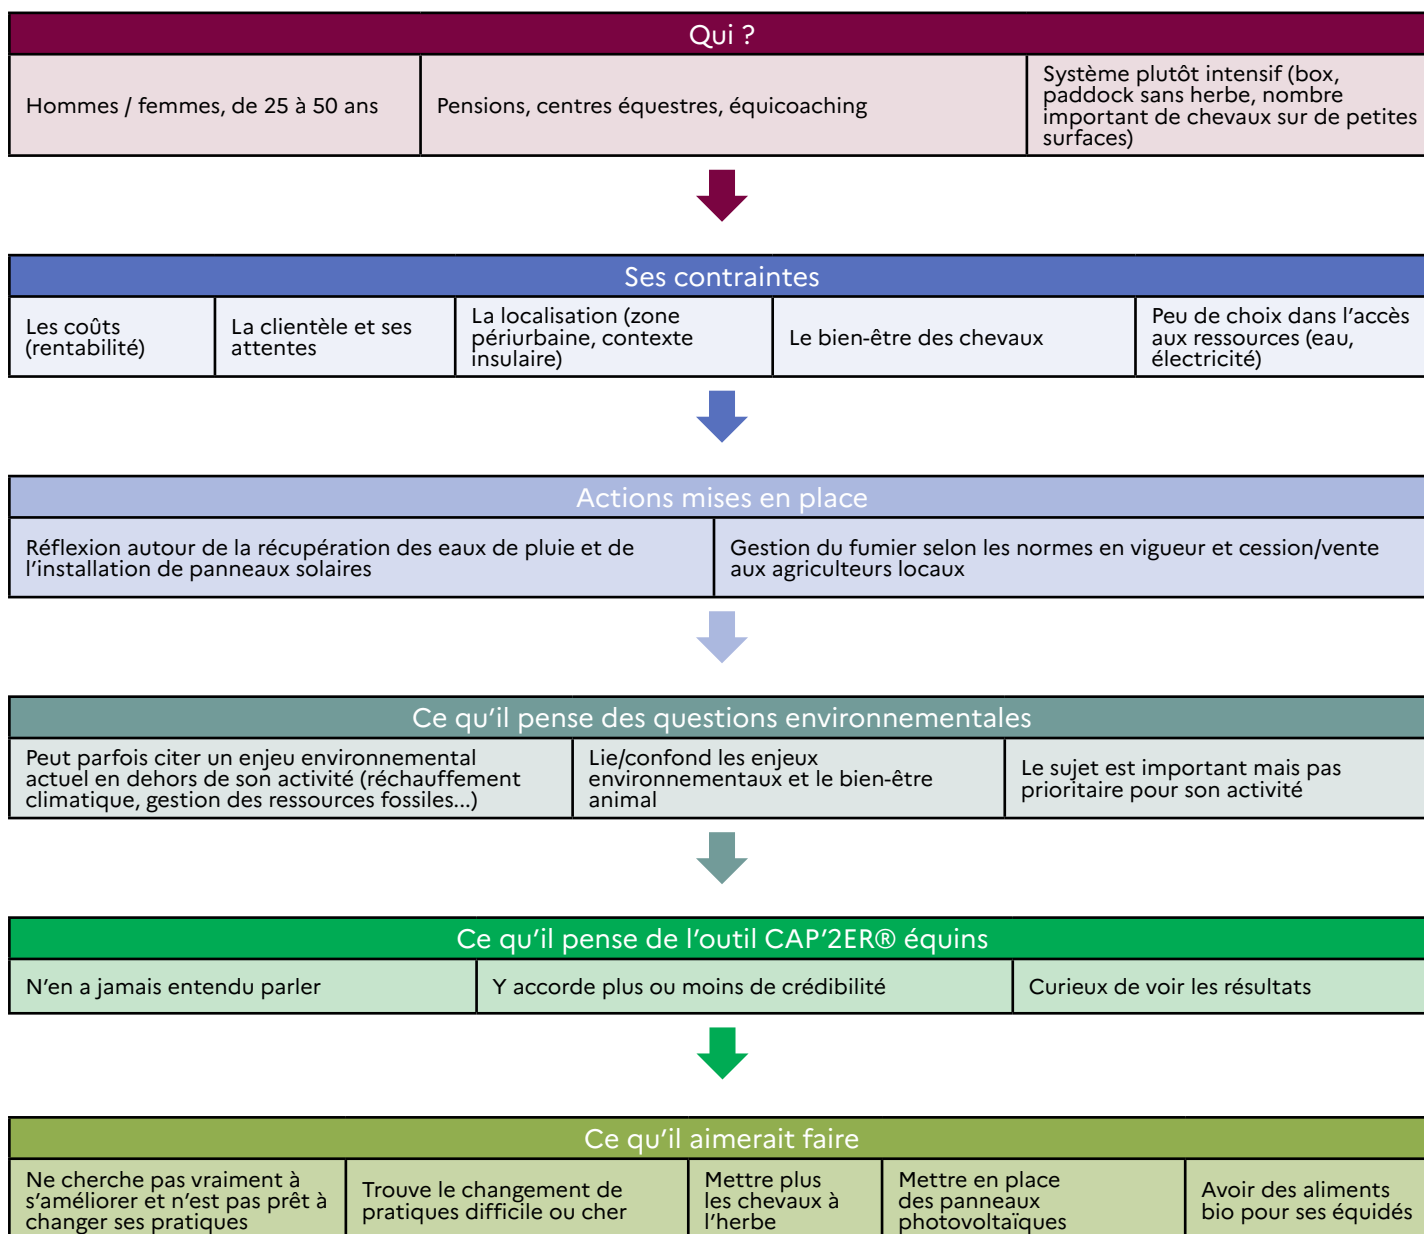 Qui ?
Hommes / femmes, de 25 à 50 ans
Pensions, centres équestres, équicoaching
Système plutôt intensif (box,
paddock sans herbe, nombre
important de chevaux sur de petites
surfaces)
Ses contraintes
Les coûts
(rentabilité)
La clientèle et ses
attentes
La localisation (zone
périurbaine, contexte
insulaire)
Le bien-être des chevaux
Peu de choix dans l'accès
aux ressources (eau,
électricité)
Actions mises en place
Réflexion autour de la récupération des eaux de pluie et de
l'installation de panneaux solaires
Gestion du fumier selon les normes en vigueur et cession/vente
aux agriculteurs locaux
Ce qu'il pense des questions environnementales
Peut parfois citer un enjeu environnemental
actuel en dehors de son activité (réchauffement
climatique, gestion des ressources fossiles...)
Lie/confond les enjeux
environnementaux et le bien-être
animal
Le sujet est important mais pas
prioritaire pour son activité
Ce qu'il pense de l'outil CAP'2ER® équins
N'en a jamais entendu parler
Y accorde plus ou moins de crédibilité
Curieux de voir les résultats
Ce qu'il aimerait faire
Ne cherche pas vraiment à
s'améliorer et n'est pas prêt à
changer ses pratiques
Trouve le changement de
pratiques difficile ou cher
Mettre plus
les chevaux à
l'herbe
Mettre en place
des panneaux
photovoltaïques
Avoir des aliments
bio pour ses équidés